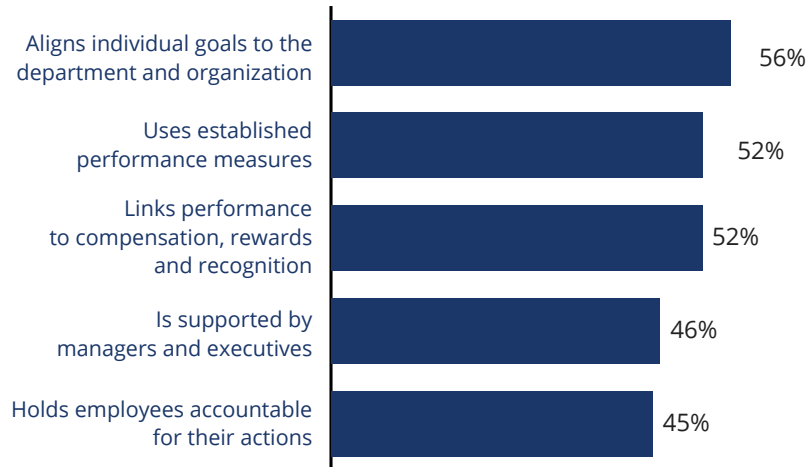 Aligns individual goals to the
department and organization
56%
Uses established
performance measures
52%
Links performance
to compensation, rewards
and recognition
52%
Is supported by
managers and executives
46%
Holds employees accountable
for their actions
45%